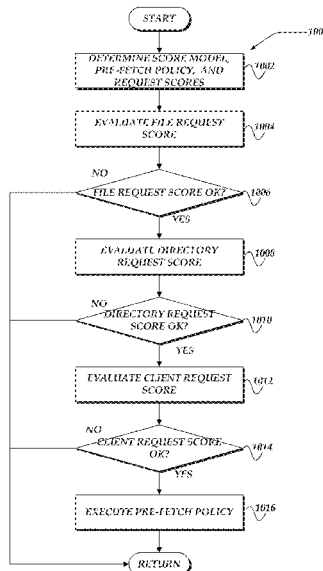 START
100
DETERMINE SCORE MODEL,
PRE-FETCH POLICY, AND
REQUEST SCORES
1002
EVALUATE FILE REQUEST
SCORE
1004
NO
FILE REQUEST SCORE OK?
1006
YES
EVALUATE DIRECTORY
REQUEST SCORE
1008
NO
DIRECTORY REQUEST
SCORE OK?
1010
YES
EVALUATE CLIENT REQUEST
SCORE
1012
NO
CLIENT REQUEST SCORE
OK?
1014
YES
EXECUTE PRE-FETCH POLICY
1016
RETURN